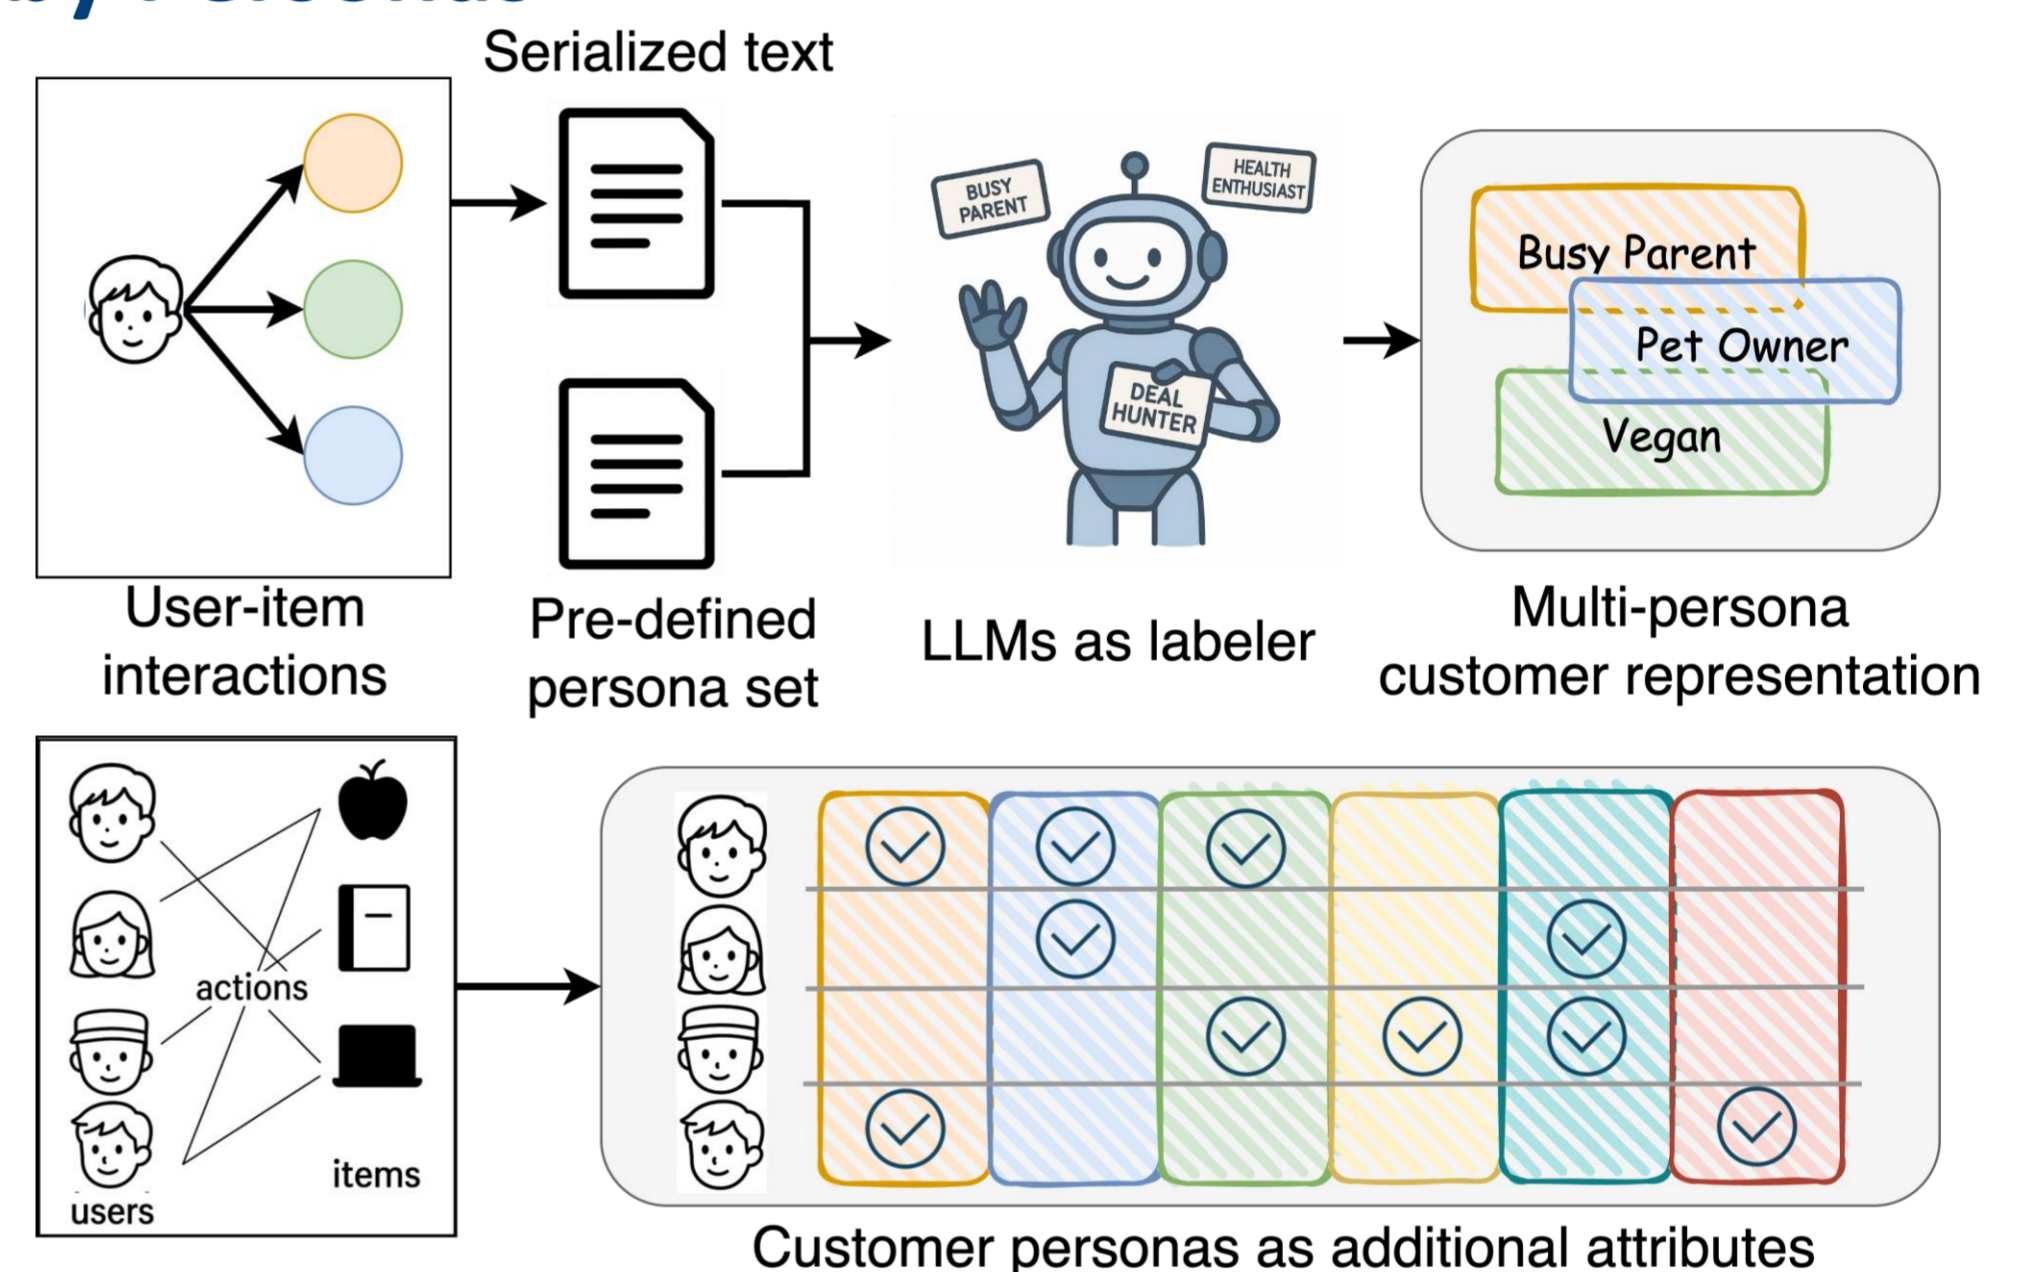 Serialized text
BUSY
PARENT
HEALTH
ENTHUSIAST
DEAL
HUNTER
Busy Parent
Pet Owner
Vegan
User-item
interactions
Pre-defined
persona set
LLMs as labeler
Multi-persona
customer representation
actions
items
users
Customer personas as additional attributes